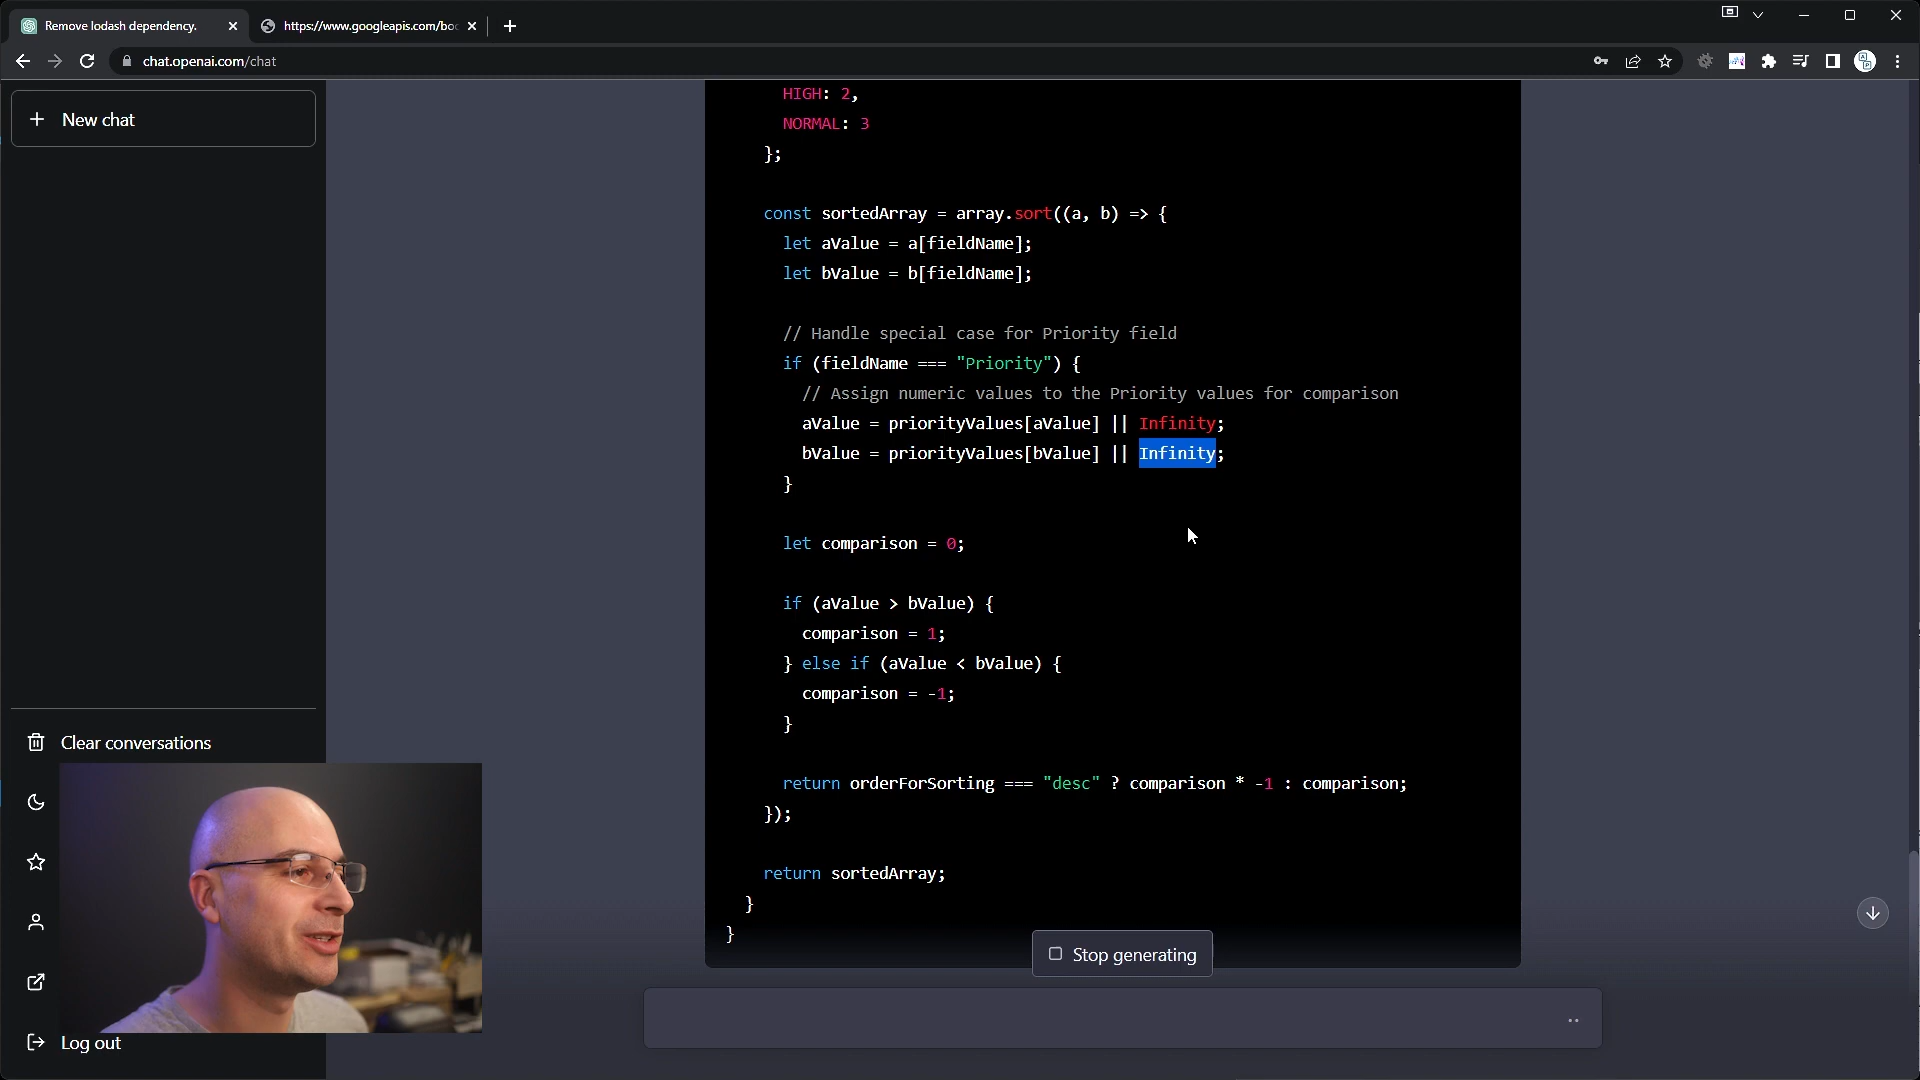 Remove lodash dependency.
https://www.googleapis.com/boo
chat.openai.com/chat
New chat
HIGH: 2,
NORMAL: 3
};
const sortedArray = array.sort((a, b) => {
let aValue = a[fieldName];
let bValue = b[fieldName];
// Handle special case for Priority field
if (fieldName === "Priority") {
// Assign numeric values to the Priority values for comparison
aValue = priorityValues[aValue] || Infinity;
bValue = priorityValues[bValue] || Infinity;
}
let comparison = 0;
if (aValue > bValue) {
comparison = 1;
} else if (aValue < bValue) {
comparison = -1;
}
return orderForSorting === "desc" ? comparison * -1 : comparison;
});
return sortedArray;
}
}
Stop generating
Clear conversations
Log out